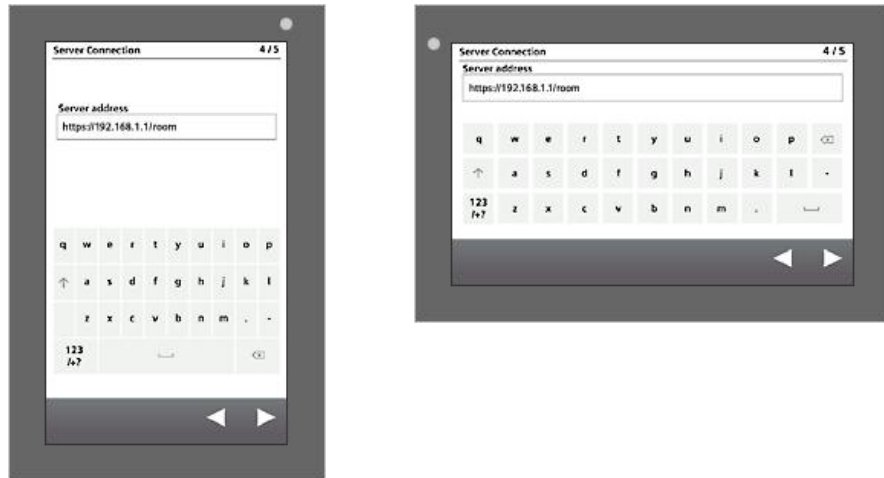 Server Connection 4/5
Server address
https://192.168.1.1/room
q w e r t y u i o p
a s d f g h j k l
z x c v b n m . -
123
/+?
Server Connection 4/5
Server address
https://192.168.1.1/room
q w e r t y u i o p
a s d f g h j k l -
123
/+?
z x c v b n m .